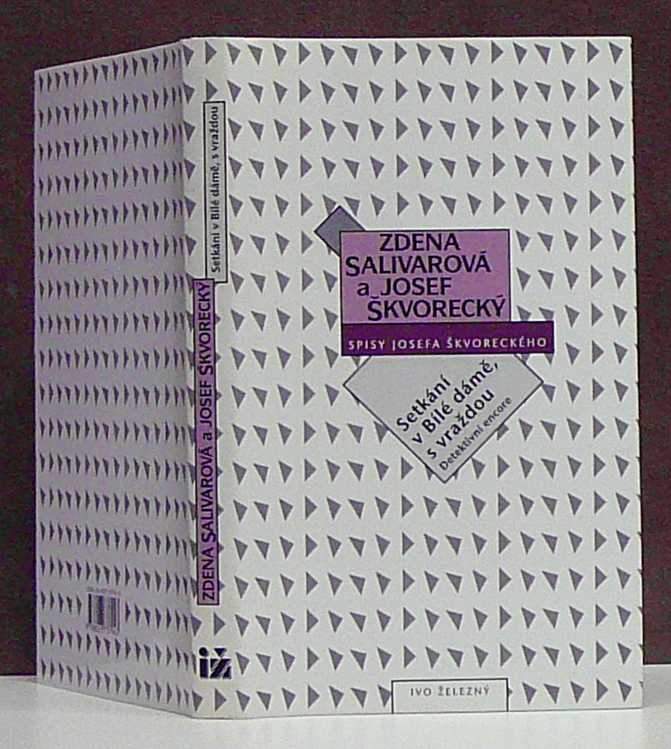 Setkání v Bílé dámě, s vraždou
ZDENA SALIVAROVÁ a JOSEF ŠKVORECKÝ
iž
ZDENA
SALIVAROVÁ
a JOSEF
ŠKVORECKÝ
SPISY JOSEFA ŠKVORECKÉHO
Setkání
v Bílé dámě,
s vraždou
Detektivní encore
IVO ŽELEZNÝ